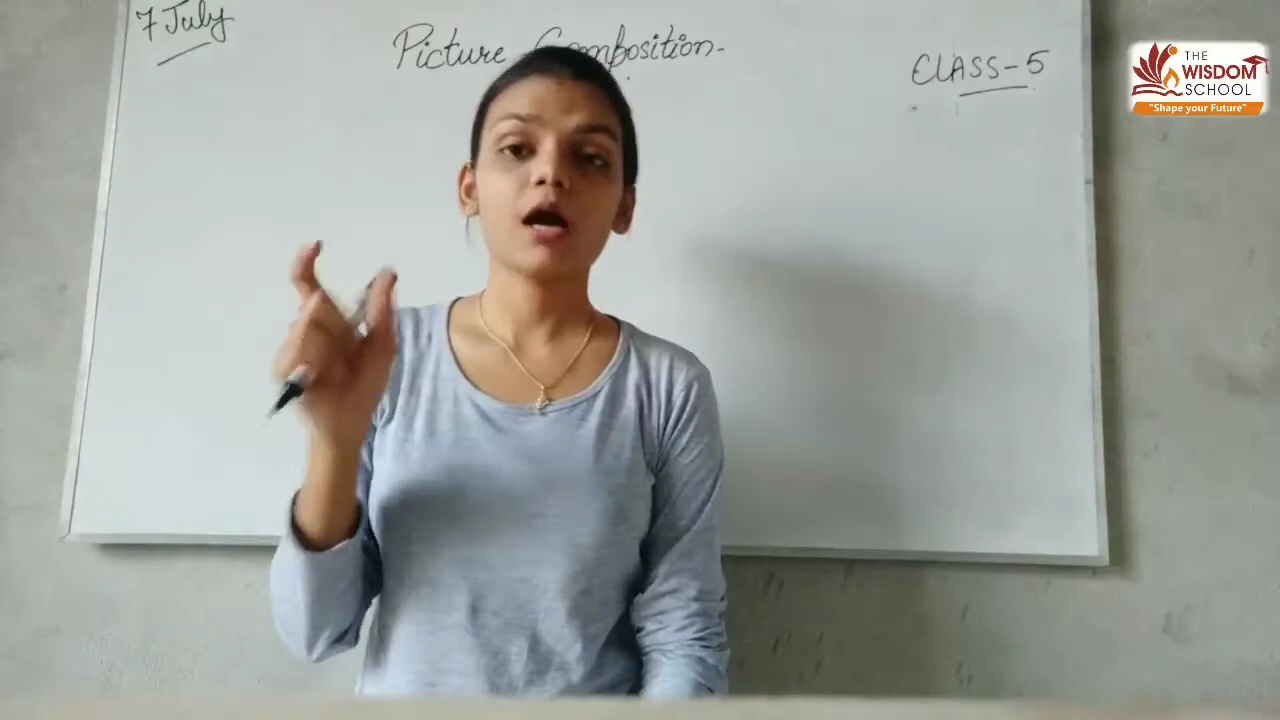 7 July
Picture Composition.
CLASS-5
THE
WISDOM
SCHOOL
"Shape your Future"